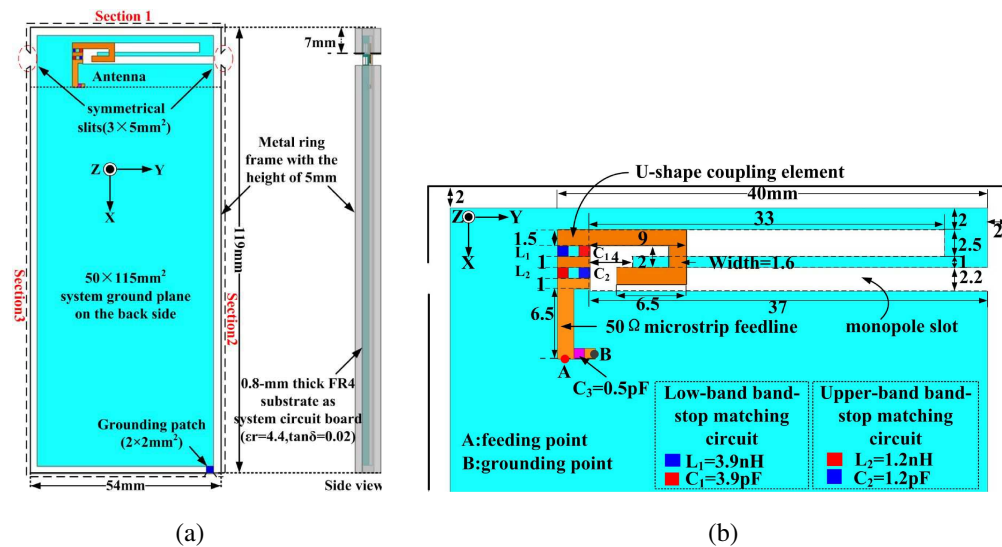 Section 1
7mm
Antenna
symmetrical
slits(3×5mm²)
Metal ring
frame with the
height of 5mm
Z
Y
X
119mm
50×115mm²
system ground plane
on the back side
Section3
Section2
0.8-mm thick FR4
substrate as
system circuit board
(εr=4.4,tanδ=0.02)
Grounding patch
(2×2mm²)
54mm
Side view
(a)
U-shape coupling element
2
40mm
Z
Y
X
33
2
2
1.5
9
2.5
L₁
C₁
4
1
2
Width=1.6
1
L₂
C₂
2.2
1
6.5
37
6.5
50Ω microstrip feedline
monopole slot
A
B
C₃=0.5pF
A:feeding point
B:grounding point
Low-band band-
stop matching
circuit
L₁=3.9nH
C₁=3.9pF
Upper-band band-
stop matching
circuit
L₂=1.2nH
C₂=1.2pF
(b)